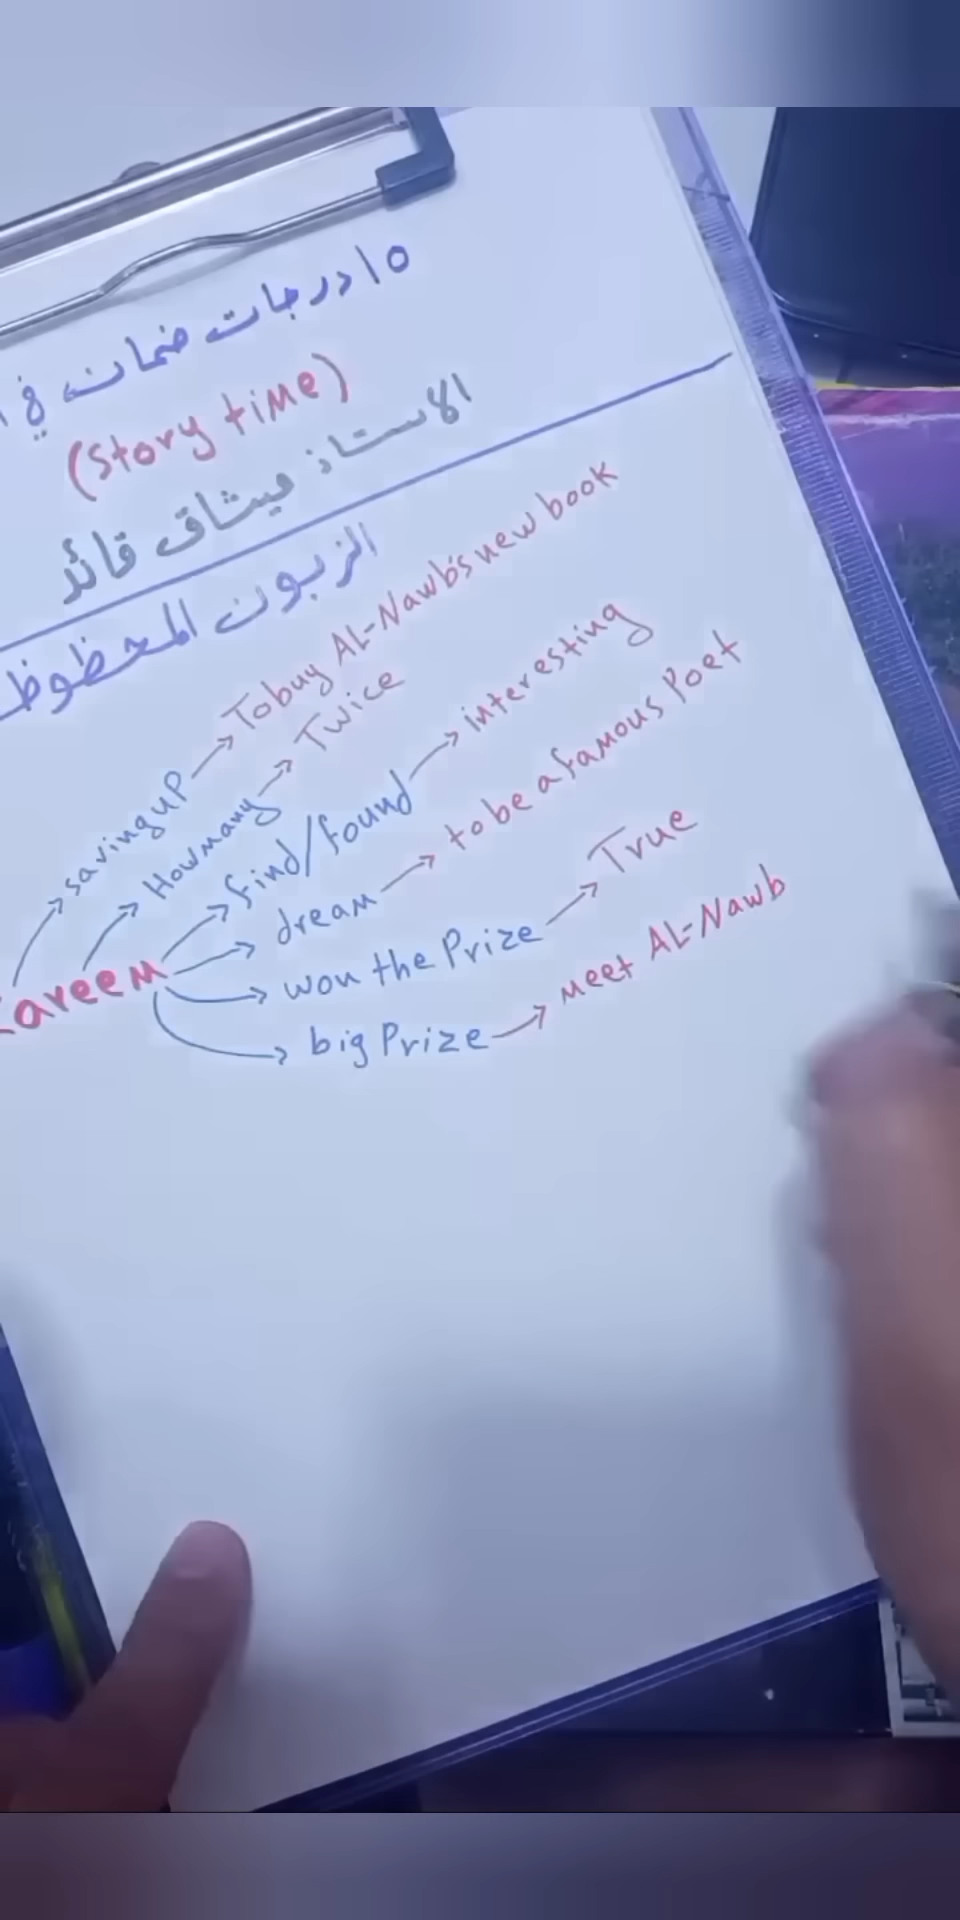 ١٥ درجات ضمان في
(story time)
الاستاذ ميثاق قائد
الزبون المحظوظ
saving up → To buy AL-Nawb's new book
How many → Twice
find/found → interesting
dream → to be a famous Poet
won the Prize → True
big Prize → meet AL-Nawb
Kareem